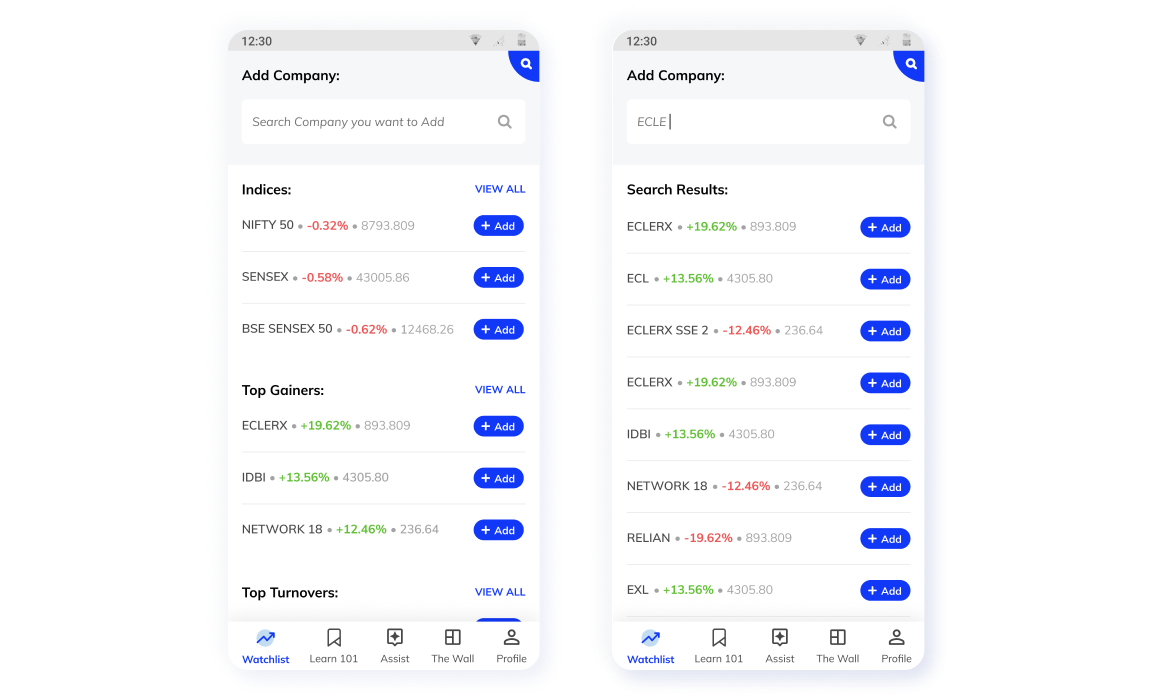 12:30
Add Company:
Search Company you want to Add
Indices:
VIEW ALL
NIFTY 50 • -0.32% • 8793.809
+ Add
SENSEX • -0.58% • 43005.86
+ Add
BSE SENSEX 50 • -0.62% • 12468.26
+ Add
Top Gainers:
VIEW ALL
ECLERX • +19.62% • 893.809
+ Add
IDBI • +13.56% • 4305.80
+ Add
NETWORK 18 • +12.46% • 236.64
+ Add
Top Turnovers:
VIEW ALL
Watchlist
Learn 101
Assist
The Wall
Profile
12:30
Add Company:
ECLE
Search Results:
ECLERX • +19.62% • 893.809
+ Add
ECL • +13.56% • 4305.80
+ Add
ECLERX SSE 2 • -12.46% • 236.64
+ Add
ECLERX • +19.62% • 893.809
+ Add
IDBI • +13.56% • 4305.80
+ Add
NETWORK 18 • -12.46% • 236.64
+ Add
RELIAN • -19.62% • 893.809
+ Add
EXL • +13.56% • 4305.80
+ Add
Watchlist
Learn 101
Assist
The Wall
Profile